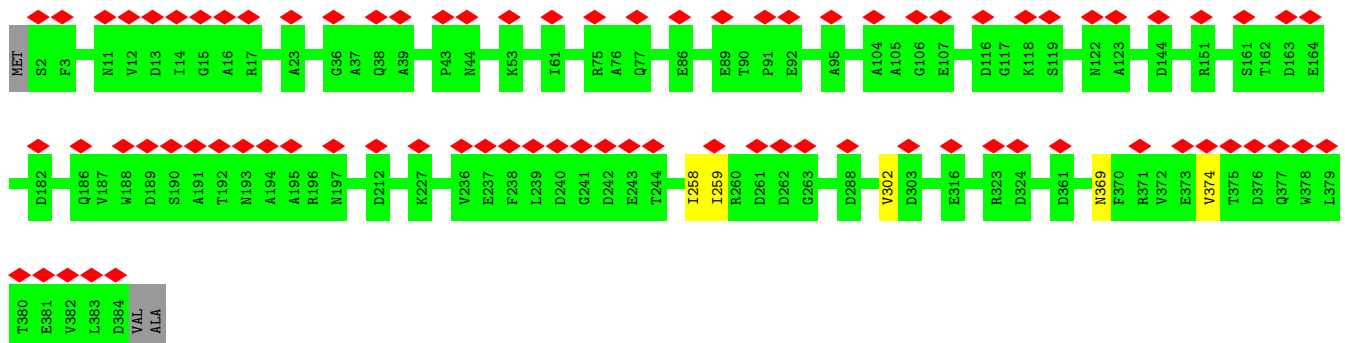 MET S2 F3 N11 V12 D13 I14 G15 A16 R17 A23 G36 A37 Q38 A39 P43 N44 K53 I61 R75 A76 Q77 E86 E89 T90 P91 E92 A95 A104 A105 G106 E107 D116 G117 K118 S119 N122 A123 D144 R151 S161 T162 D163 E164
D182 Q186 V187 W188 D189 S190 A191 T192 N193 A194 A195 R196 N197 D212 K227 V236 E237 F238 L239 D240 G241 D242 E243 T244 I258 I259 R260 D261 D262 G263 D288 V302 D303 E316 R323 D324 D361 N369 F370 R371 V372 E373 V374 T375 D376 Q377 W378 L379
T380 E381 V382 L383 D384 VAL ALA